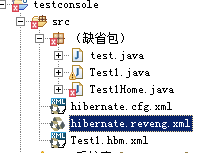 testconsole
src
(缺省包)
test.java
Test1.java
Test1Home.java
hibernate.cfg.xml
hibernate.reveng.xml
Test1.hbm.xml